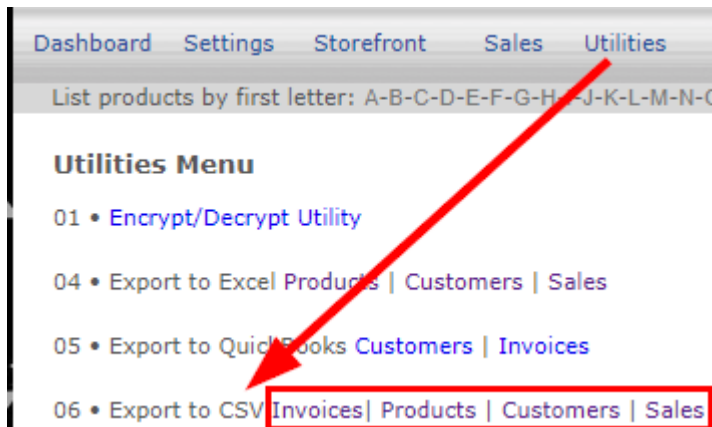 Dashboard Settings Storefront Sales Utilities
List products by first letter: A-B-C-D-E-F-G-H-I-J-K-L-M-N-
Utilities Menu
01 • Encrypt/Decrypt Utility
04 • Export to Excel Products | Customers | Sales
05 • Export to QuickBooks Customers | Invoices
06 • Export to CSV Invoices| Products | Customers | Sales